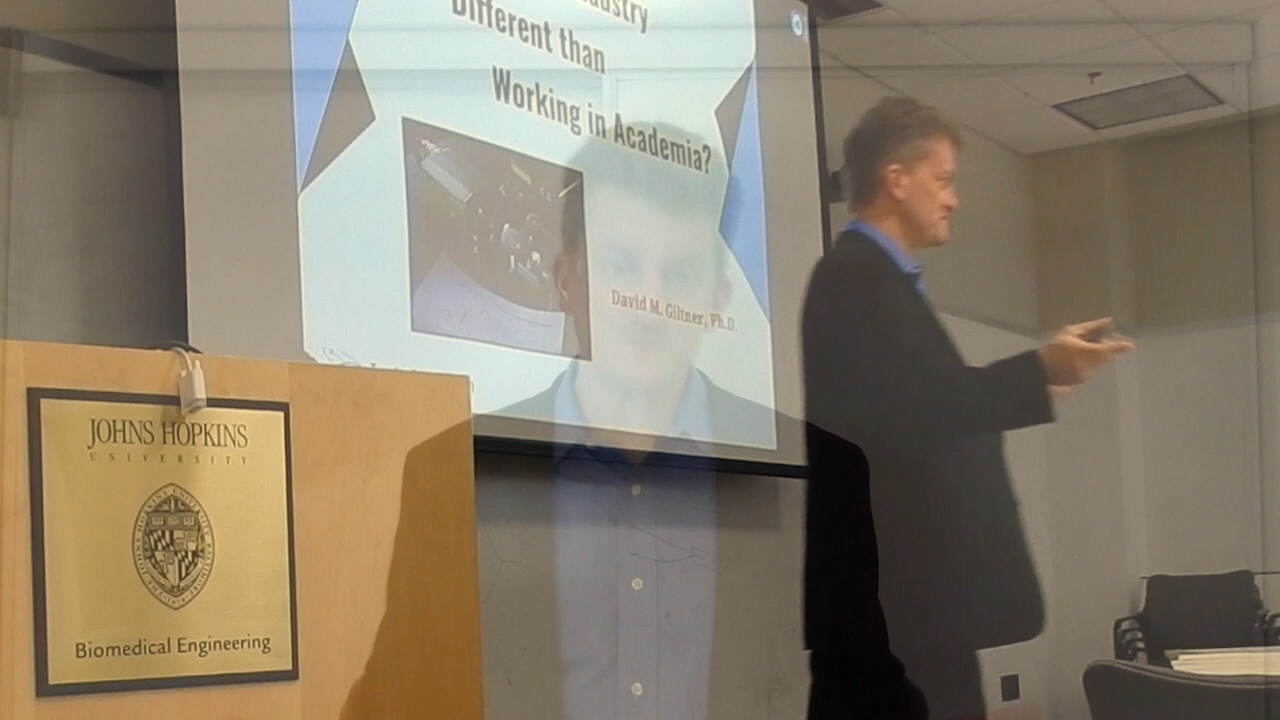 Different than
Working in Academia?
David M. Giltner, Ph.D.
JOHNS HOPKINS
UNIVERSITY
Biomedical Engineering